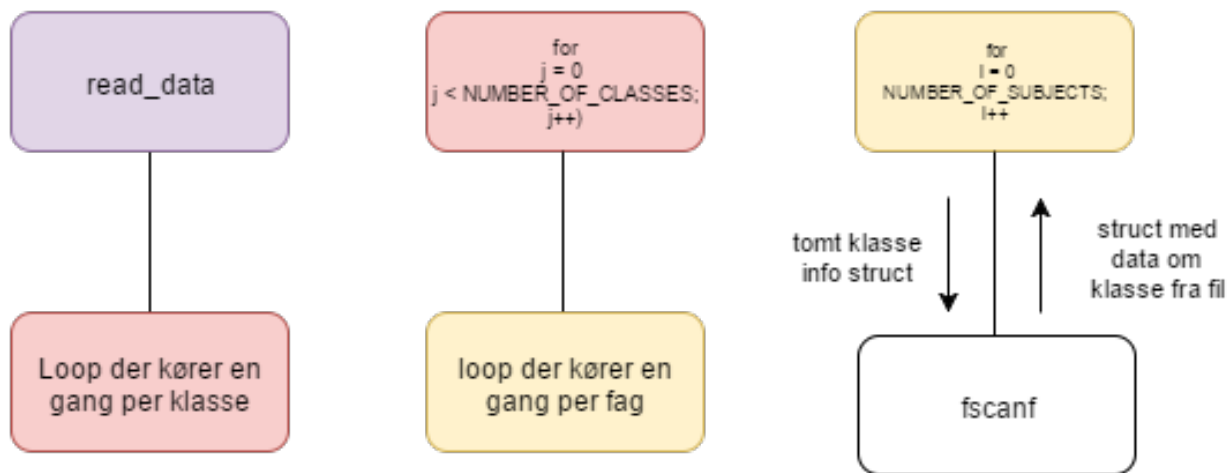 read_data
for
j = 0
j < NUMBER_OF_CLASSES;
j++)
for
l = 0
NUMBER_OF_SUBJECTS;
l++
tomt klasse
info struct
struct med
data om
klasse fra fil
Loop der kører en
gang per klasse
loop der kører en
gang per fag
fscanf